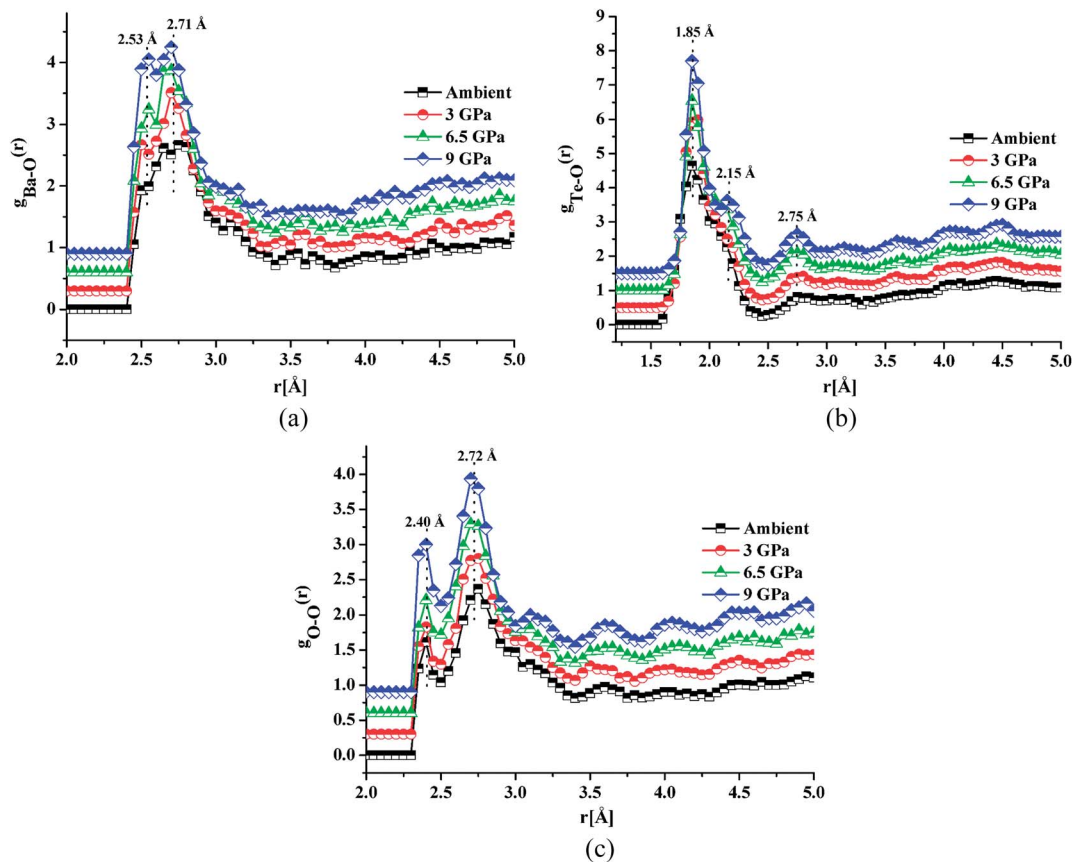 2.53 Å
2.71 Å
g_Ba-O(r)
Ambient
3 GPa
6.5 GPa
9 GPa
4
3
2
1
0
2.0 2.5 3.0 3.5 4.0 4.5 5.0
r[Å]
(a)
1.85 Å
2.15 Å
2.75 Å
g_Te-O(r)
Ambient
3 GPa
6.5 GPa
9 GPa
9
8
7
6
5
4
3
2
1
0
1.5 2.0 2.5 3.0 3.5 4.0 4.5 5.0
r[Å]
(b)
2.40 Å
2.72 Å
g_O-O(r)
Ambient
3 GPa
6.5 GPa
9 GPa
4.0
3.5
3.0
2.5
2.0
1.5
1.0
0.5
0.0
2.0 2.5 3.0 3.5 4.0 4.5 5.0
r[Å]
(c)